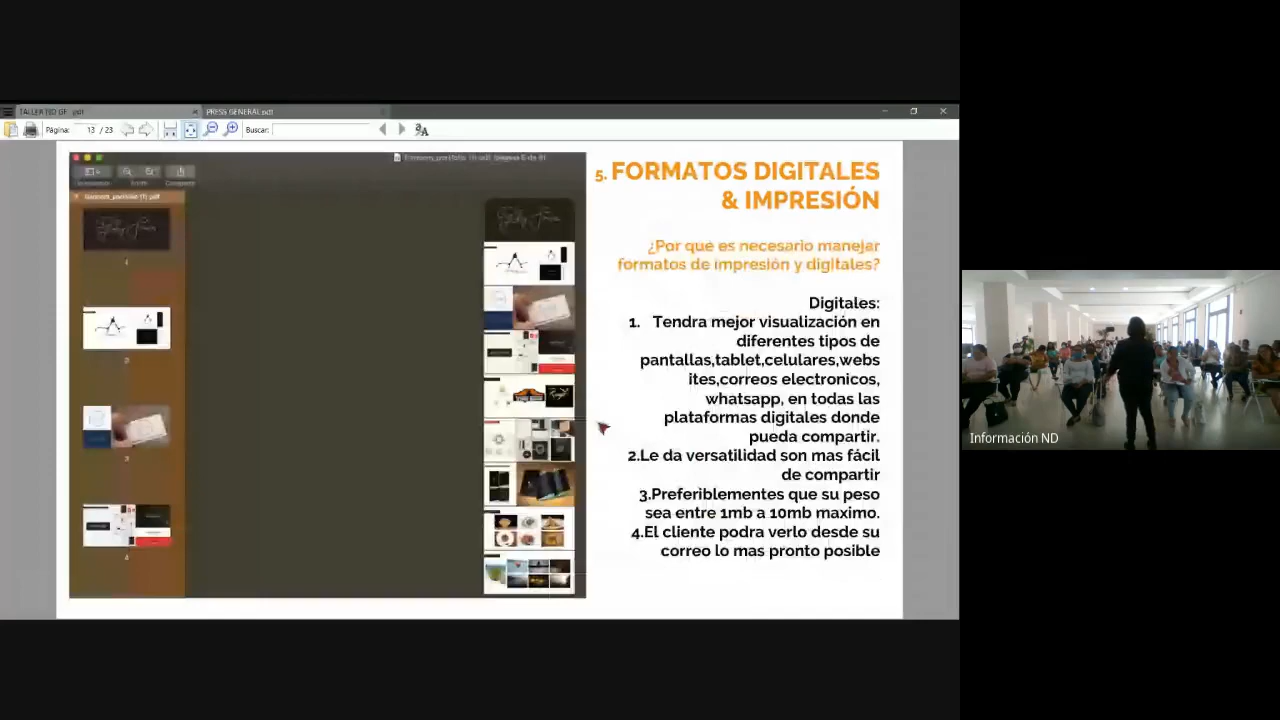 PRESS GENERAL.pdf
Página: 13 / 23 Buscar:
5. FORMATOS DIGITALES
& IMPRESIÓN
¿Por qué es necesario manejar
formatos de impresión y digitales?
Digitales:
1. Tendra mejor visualización en
diferentes tipos de
pantallas,tablet,celulares,webs
ites,correos electronicos,
whatsapp, en todas las
plataformas digitales donde
pueda compartir.
2.Le da versatilidad son mas fácil
de compartir
3.Preferiblementes que su peso
sea entre 1mb a 10mb maximo.
4.El cliente podra verlo desde su
correo lo mas pronto posible
Información ND